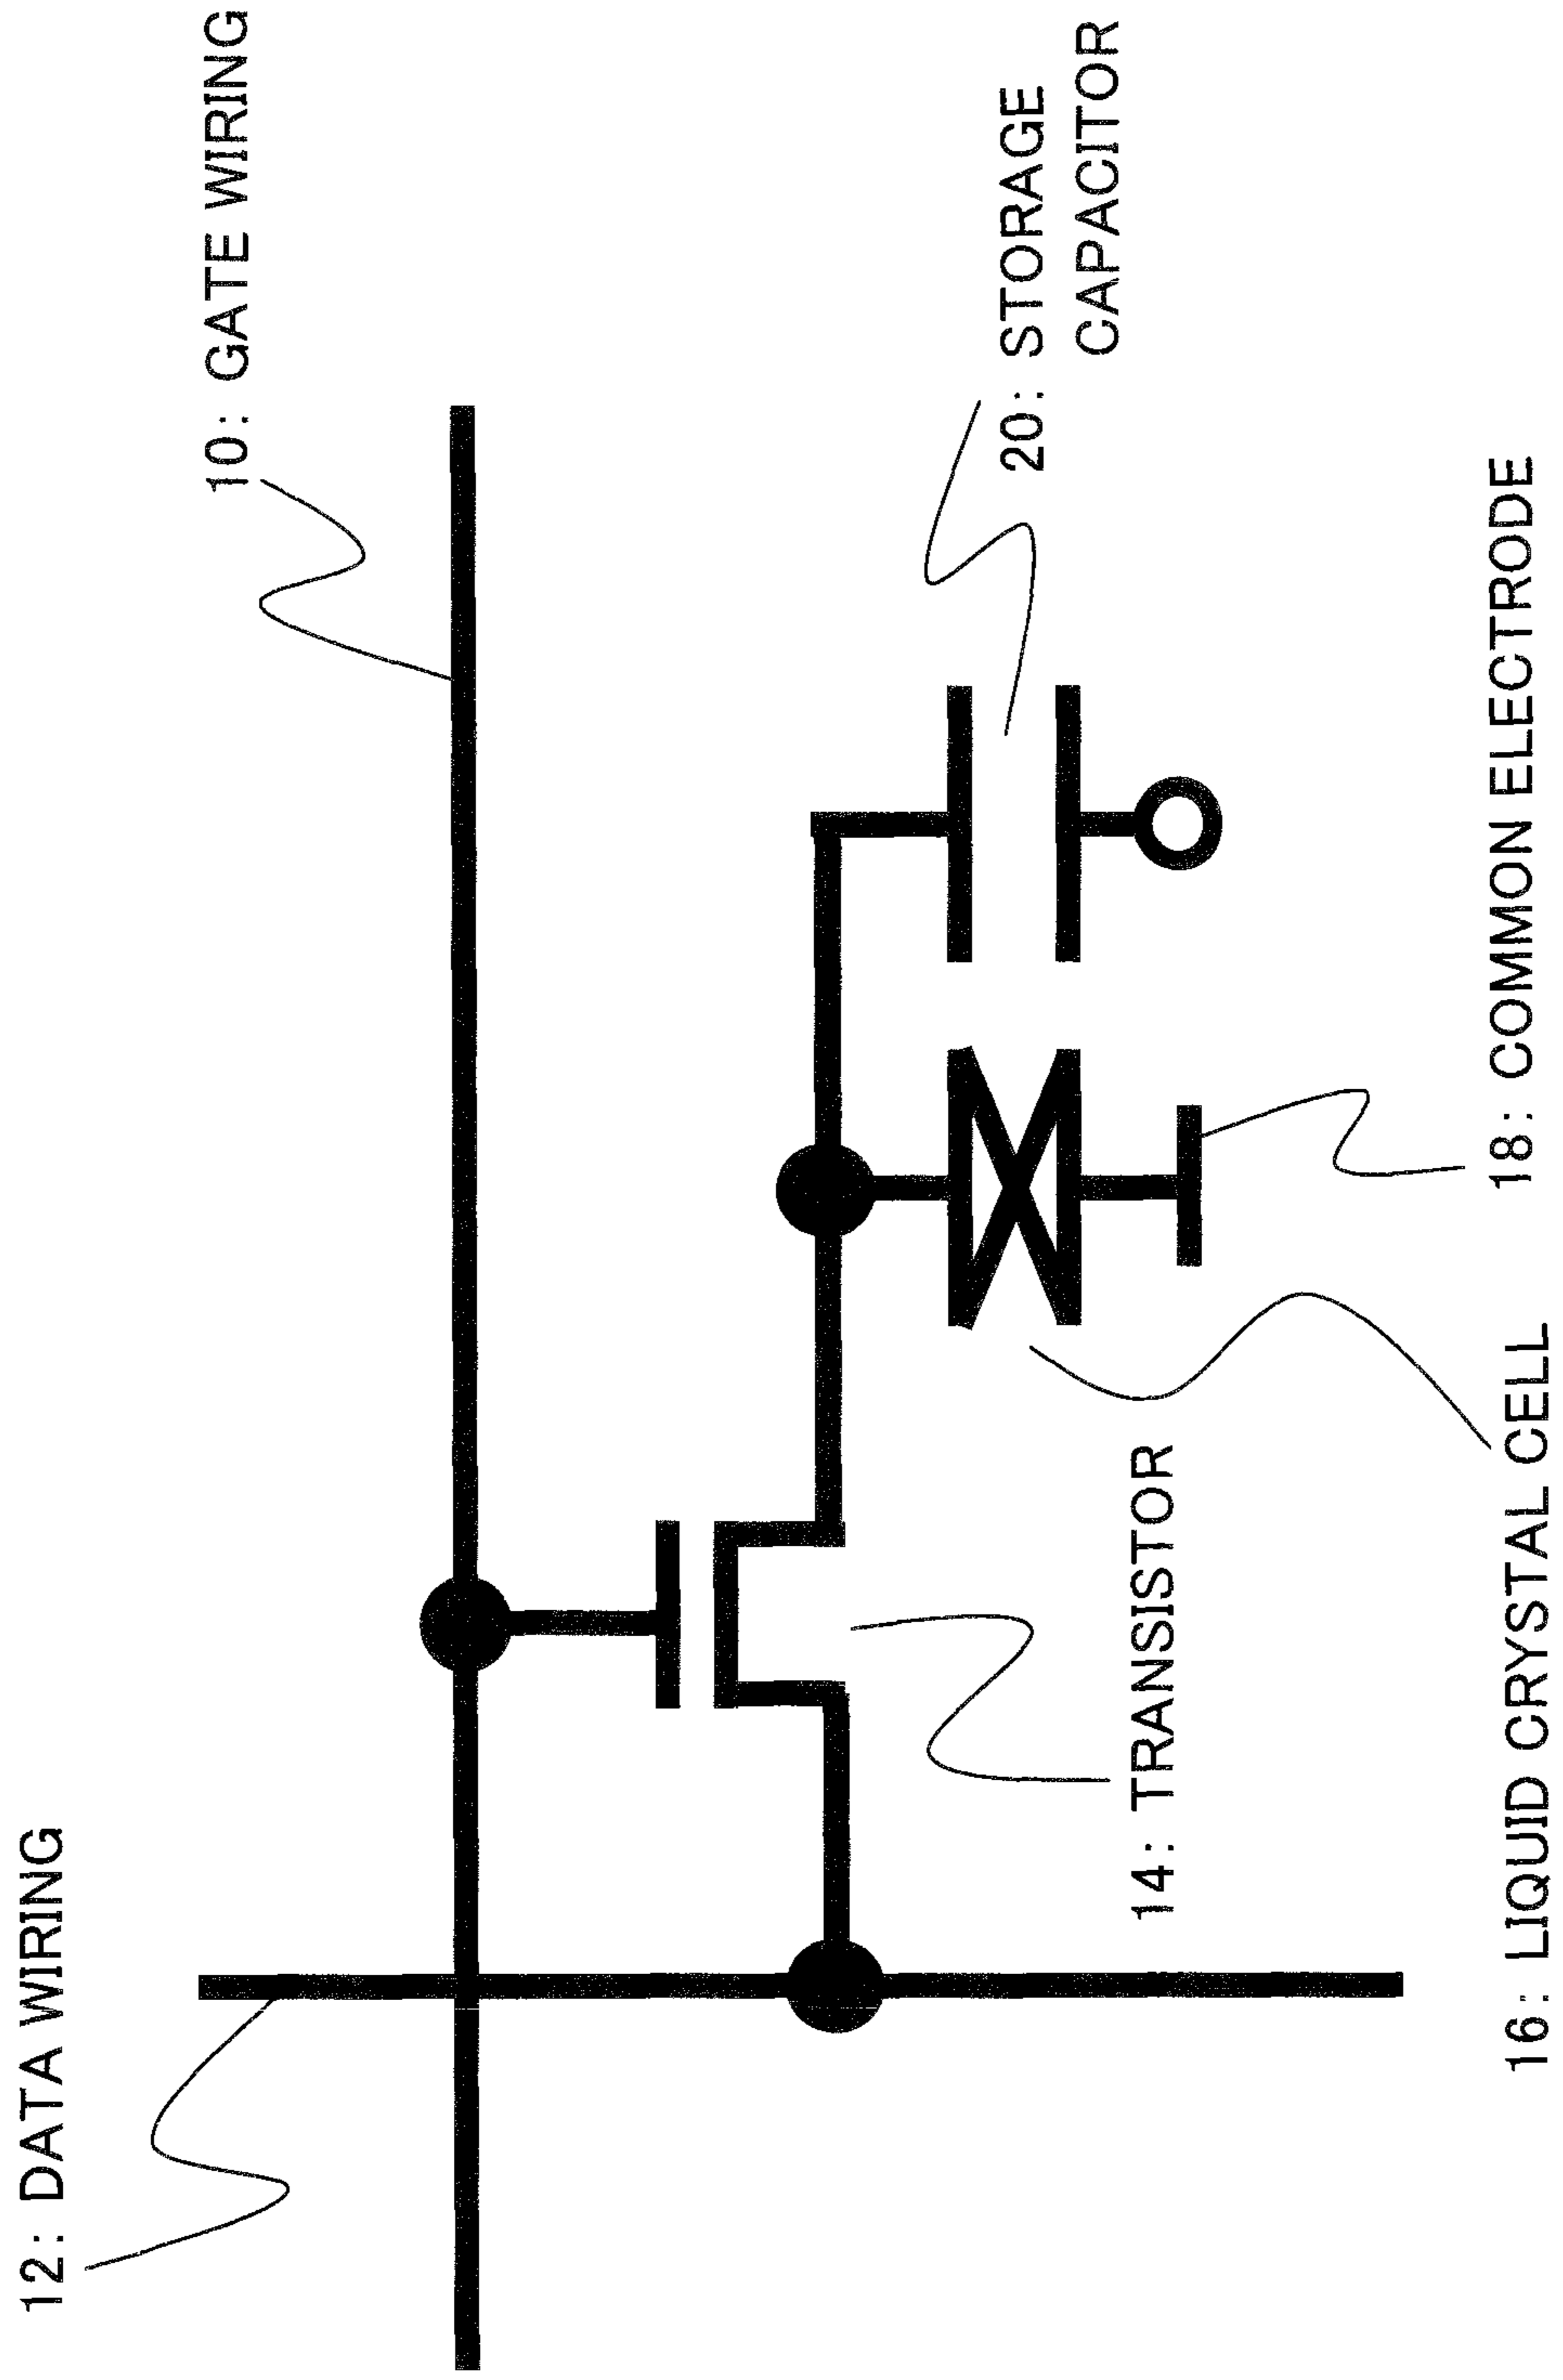 12: DATA WIRING
10: GATE WIRING
20: STORAGE
CAPACITOR
14: TRANSISTOR
18: COMMON ELECTRODE
16: LIQUID CRYSTAL CELL